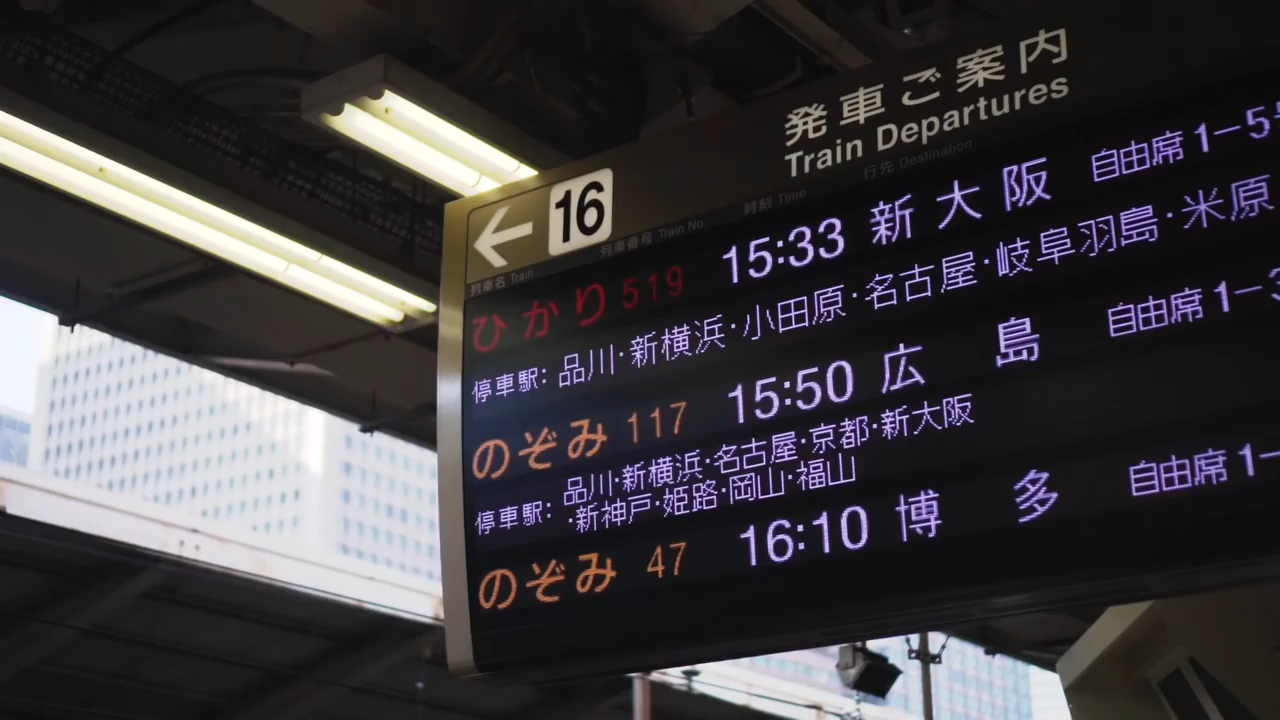 発車ご案内
Train Departures
← 16
列車名 Train 列車番号 Train No. 時刻 Time 行先 Destination
ひかり 519 15:33 新大阪 自由席 1-5
停車駅: 品川・新横浜・小田原・名古屋・岐阜羽島・米原
のぞみ 117 15:50 広島 自由席 1-3
停車駅: 品川・新横浜・名古屋・京都・新大阪
・新神戸・姫路・岡山・福山
のぞみ 47 16:10 博多 自由席 1-